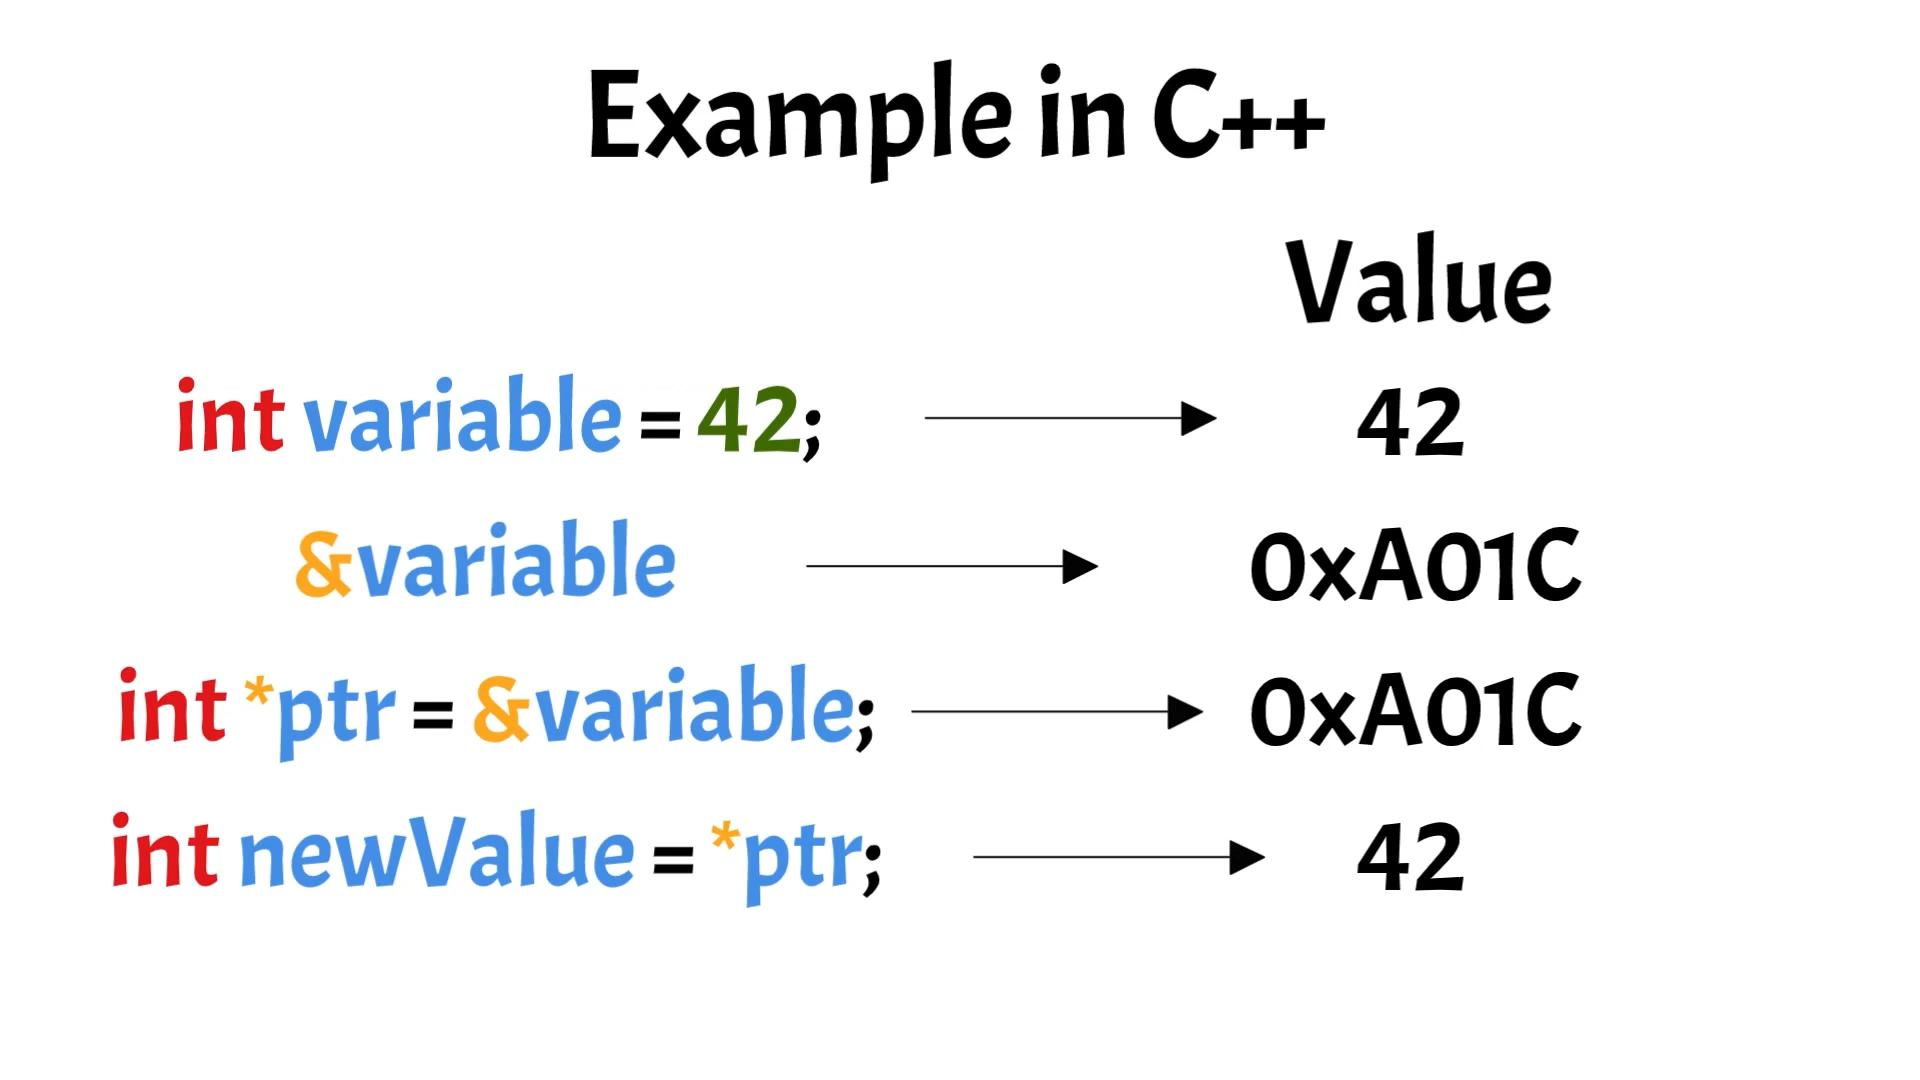 Example in C++
Value
int variable = 42; 42
&variable 0xA01C
int *ptr = &variable; 0xA01C
int newValue = *ptr; 42